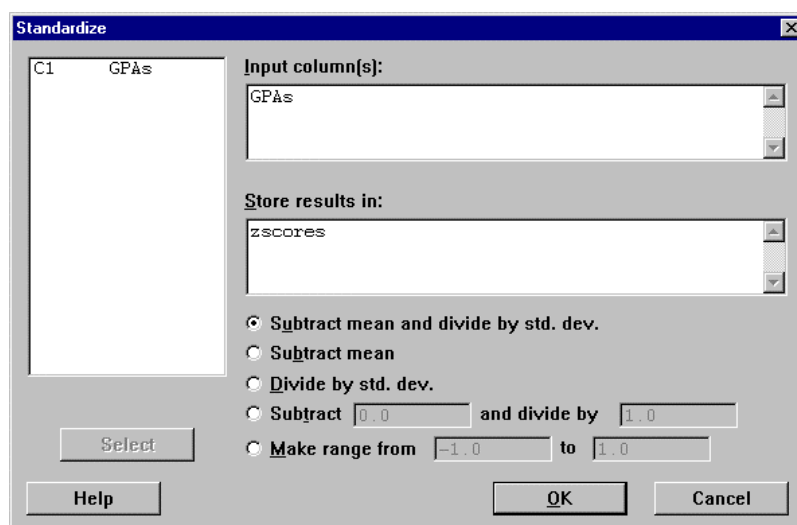 Standardize
C1 GPAs
Input column(s):
GPAs
Store results in:
zscores
Subtract mean and divide by std. dev.
Subtract mean
Divide by std. dev.
Subtract 0.0 and divide by 1.0
Make range from -1.0 to 1.0
Select
Help OK Cancel